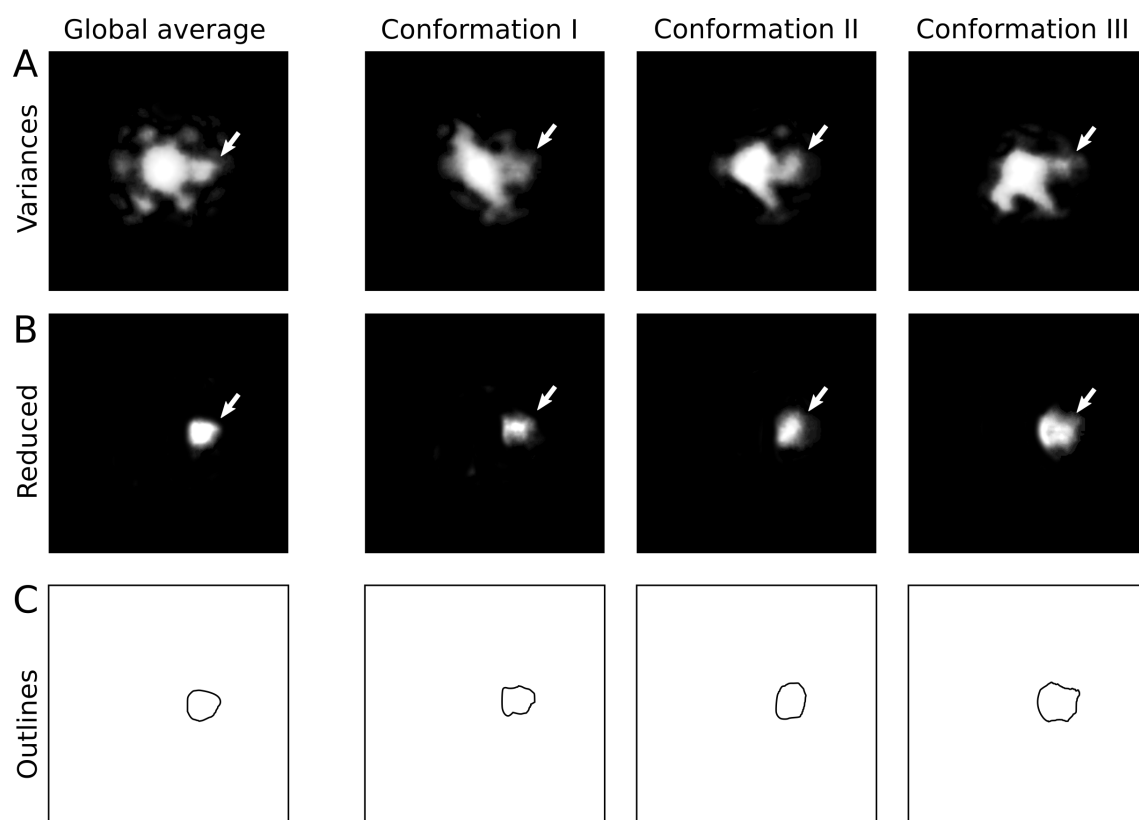 Global average Conformation I Conformation II Conformation III
A
Variances
B
Reduced
C
Outlines